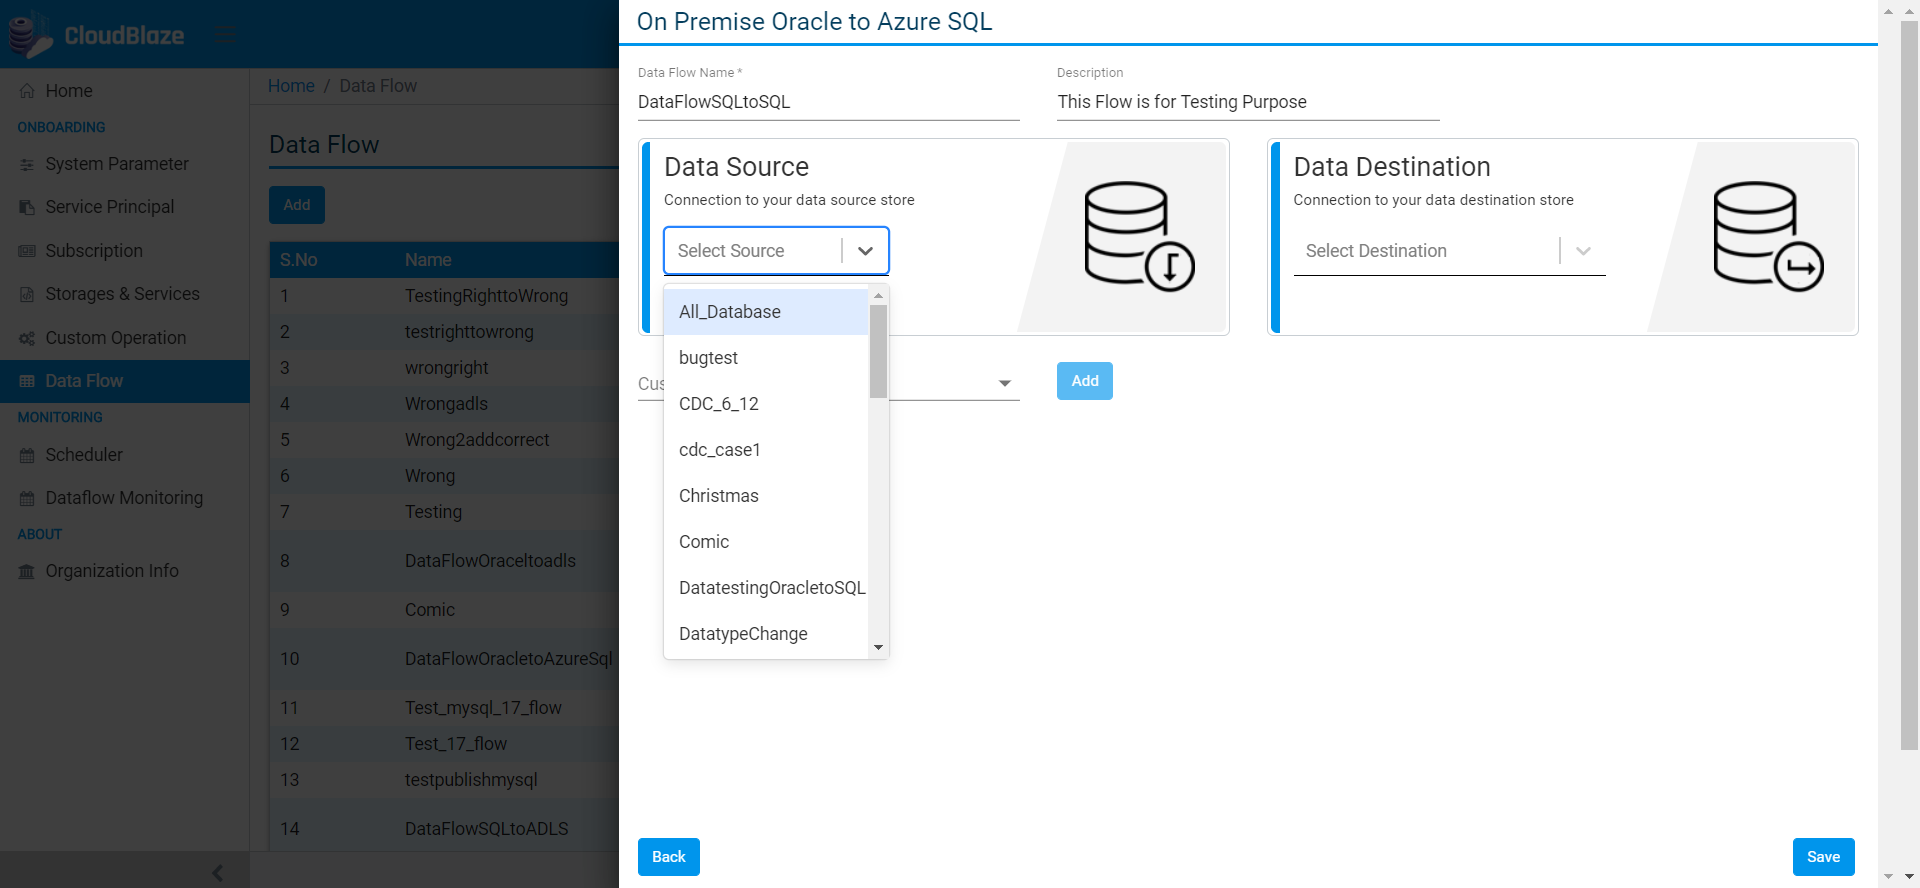 CloudBlaze
Home
ONBOARDING
System Parameter
Service Principal
Subscription
Storages & Services
Custom Operation
Data Flow
MONITORING
Scheduler
Dataflow Monitoring
ABOUT
Organization Info
Home / Data Flow
Data Flow
Add
S.No Name
1 TestingRighttoWrong
2 testrighttowrong
3 wrongright
4 Wrongadls
5 Wrong2addcorrect
6 Wrong
7 Testing
8 DataFlowOraceltoadls
9 Comic
10 DataFlowOracletoAzureSql
11 Test_mysql_17_flow
12 Test_17_flow
13 testpublishmysql
14 DataFlowSQLtoADLS
On Premise Oracle to Azure SQL
Data Flow Name *
DataFlowSQLtoSQL
Description
This Flow is for Testing Purpose
Data Source
Connection to your data source store
Select Source
All_Database
bugtest
CDC_6_12
cdc_case1
Christmas
Comic
DatatestingOracletoSQL
DatatypeChange
Data Destination
Connection to your data destination store
Select Destination
Cus
Add
Back
Save